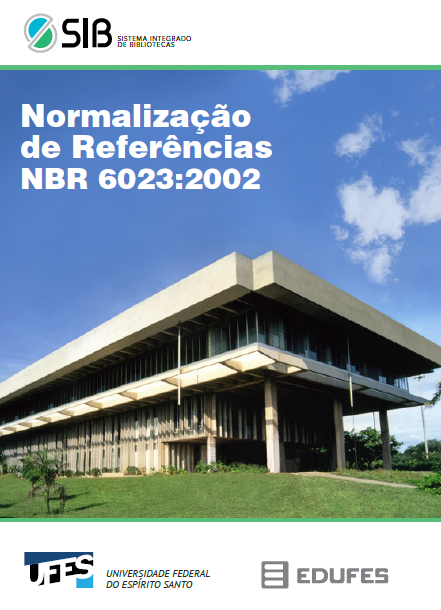 SIB
SISTEMA INTEGRADO
DE BIBLIOTECAS
Normalização
de Referências
NBR 6023:2002
UFES
UNIVERSIDADE FEDERAL
DO ESPÍRITO SANTO
EDUFES